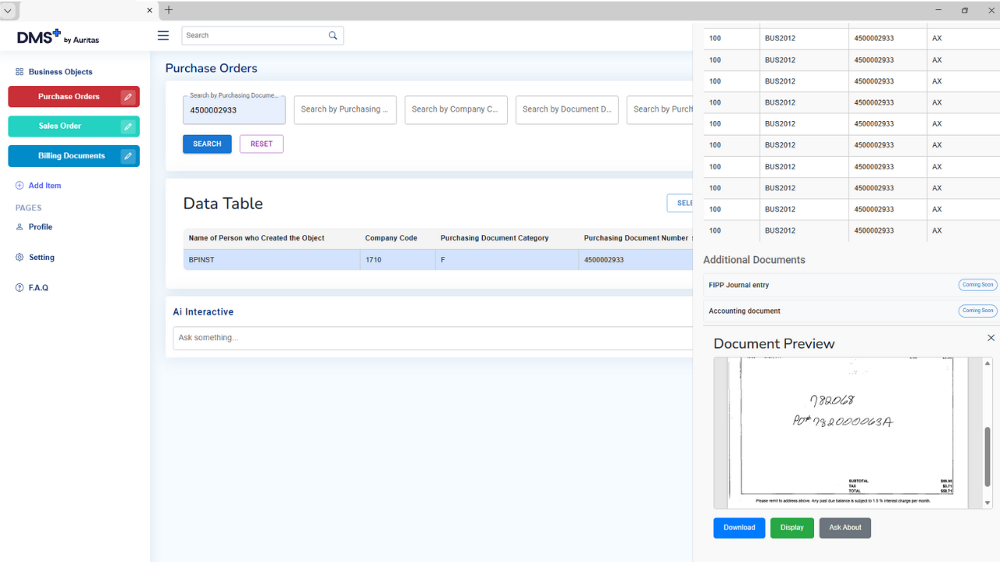 DMS+ by Auritas
Search
Business Objects
Purchase Orders
Sales Order
Billing Documents
Add Item
PAGES
Profile
Setting
F.A.Q
Purchase Orders
Search by Purchasing Docume...
4500002933
Search by Purchasing ...
Search by Company C...
Search by Document D...
Search by Purch
SEARCH
RESET
Data Table
SELE
Name of Person who Created the Object Company Code Purchasing Document Category Purchasing Document Number
BPINST 1710 F 4500002933
Ai Interactive
Ask something...
100 BUS2012 4500002933 AX
100 BUS2012 4500002933 AX
100 BUS2012 4500002933 AX
100 BUS2012 4500002933 AX
100 BUS2012 4500002933 AX
100 BUS2012 4500002933 AX
100 BUS2012 4500002933 AX
100 BUS2012 4500002933 AX
100 BUS2012 4500002933 AX
100 BUS2012 4500002933 AX
Additional Documents
FIPP Journal entry Coming Soon
Accounting document Coming Soon
Document Preview
782068
PO# 782000063A
SUBTOTAL
TAX $3.71
TOTAL
Please remit to address above. Any past due balance is subject to 1.5 % interest charge per month.
Download
Display
Ask About